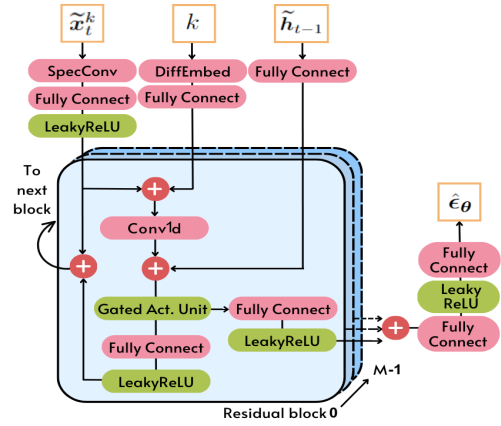 x̃ₜᵏ k h̃ₜ₋₁
SpecConv DiffEmbed Fully Connect
Fully Connect Fully Connect
LeakyReLU
To
next
block
+
Conv1d
+ +
Gated Act. Unit Fully Connect
Fully Connect LeakyReLU
LeakyReLU
ε̂_θ
Fully
Connect
Leaky
ReLU
+ Fully
Connect
M-1
Residual block 0